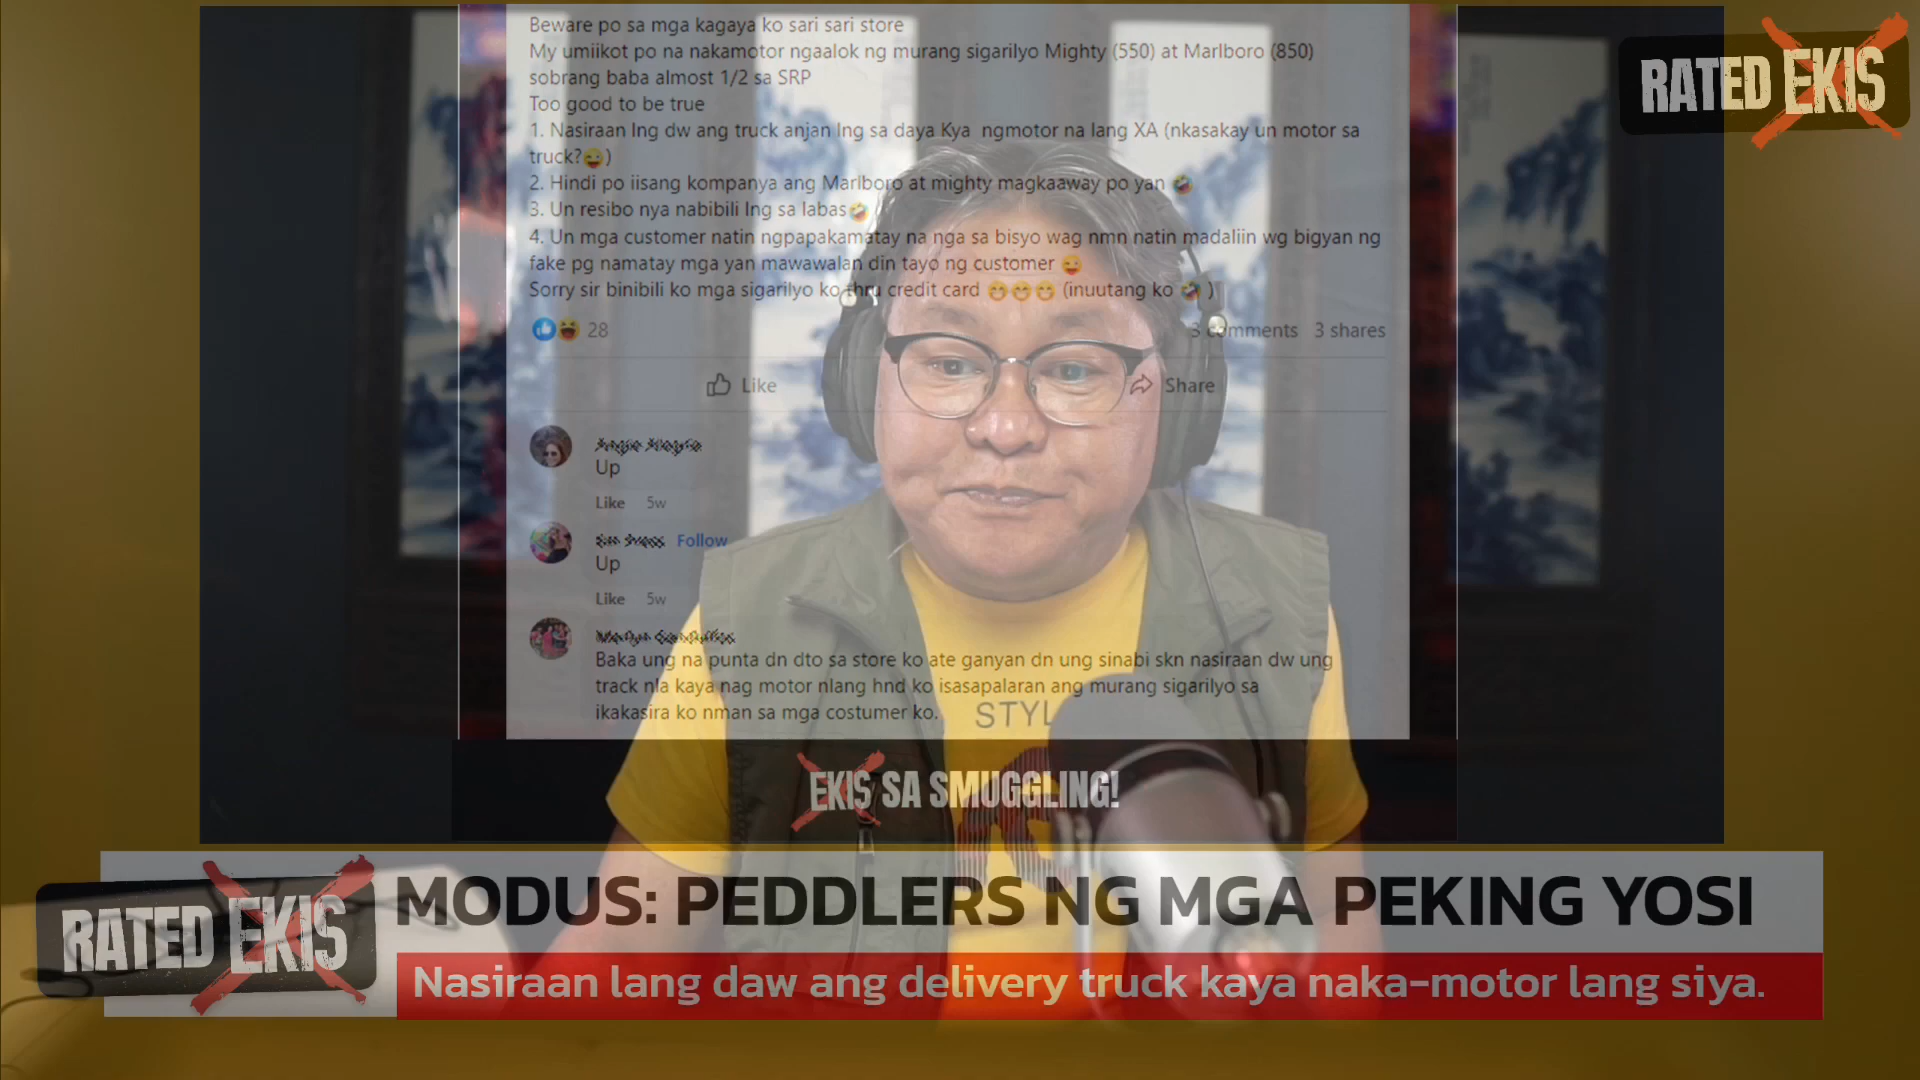 Beware po sa mga kagaya ko sari sari store
My umiikot po na nakamotor ngaalok ng murang sigarilyo Mighty (550) at Marlboro (850)
sobrang baba almost 1/2 sa SRP
Too good to be true
1. Nasiraan lng dw ang truck anjan lng sa daya Kya ngmotor na lang XA (nkasakay un motor sa
truck?😜)
2. Hindi po iisang kompanya ang Marlboro at mighty magkaaway po yan 🤣
3. Un resibo nya nabibili lng sa labas🤣
4. Un mga customer natin ngpapakamatay na nga sa bisyo wag nmn natin madaliin wg bigyan ng
fake pg namatay mga yan mawawalan din tayo ng customer 😜
Sorry sir binibili ko mga sigarilyo ko thru credit card 😁😁😁 (inuutang ko 🤣 )
28
3 comments 3 shares
Like
Share
Up
Like 5w
Follow
Up
Like 5w
Baka ung na punta dn dto sa store ko ate ganyan dn ung sinabi skn nasiraan dw ung
track nla kaya nag motor nlang hnd ko isasapalaran ang murang sigarilyo sa
ikakasira ko nman sa mga costumer ko.
STYL
EKIS SA SMUGGLING!
RATED EKIS
RATED EKIS
MODUS: PEDDLERS NG MGA PEKING YOSI
Nasiraan lang daw ang delivery truck kaya naka-motor lang siya.